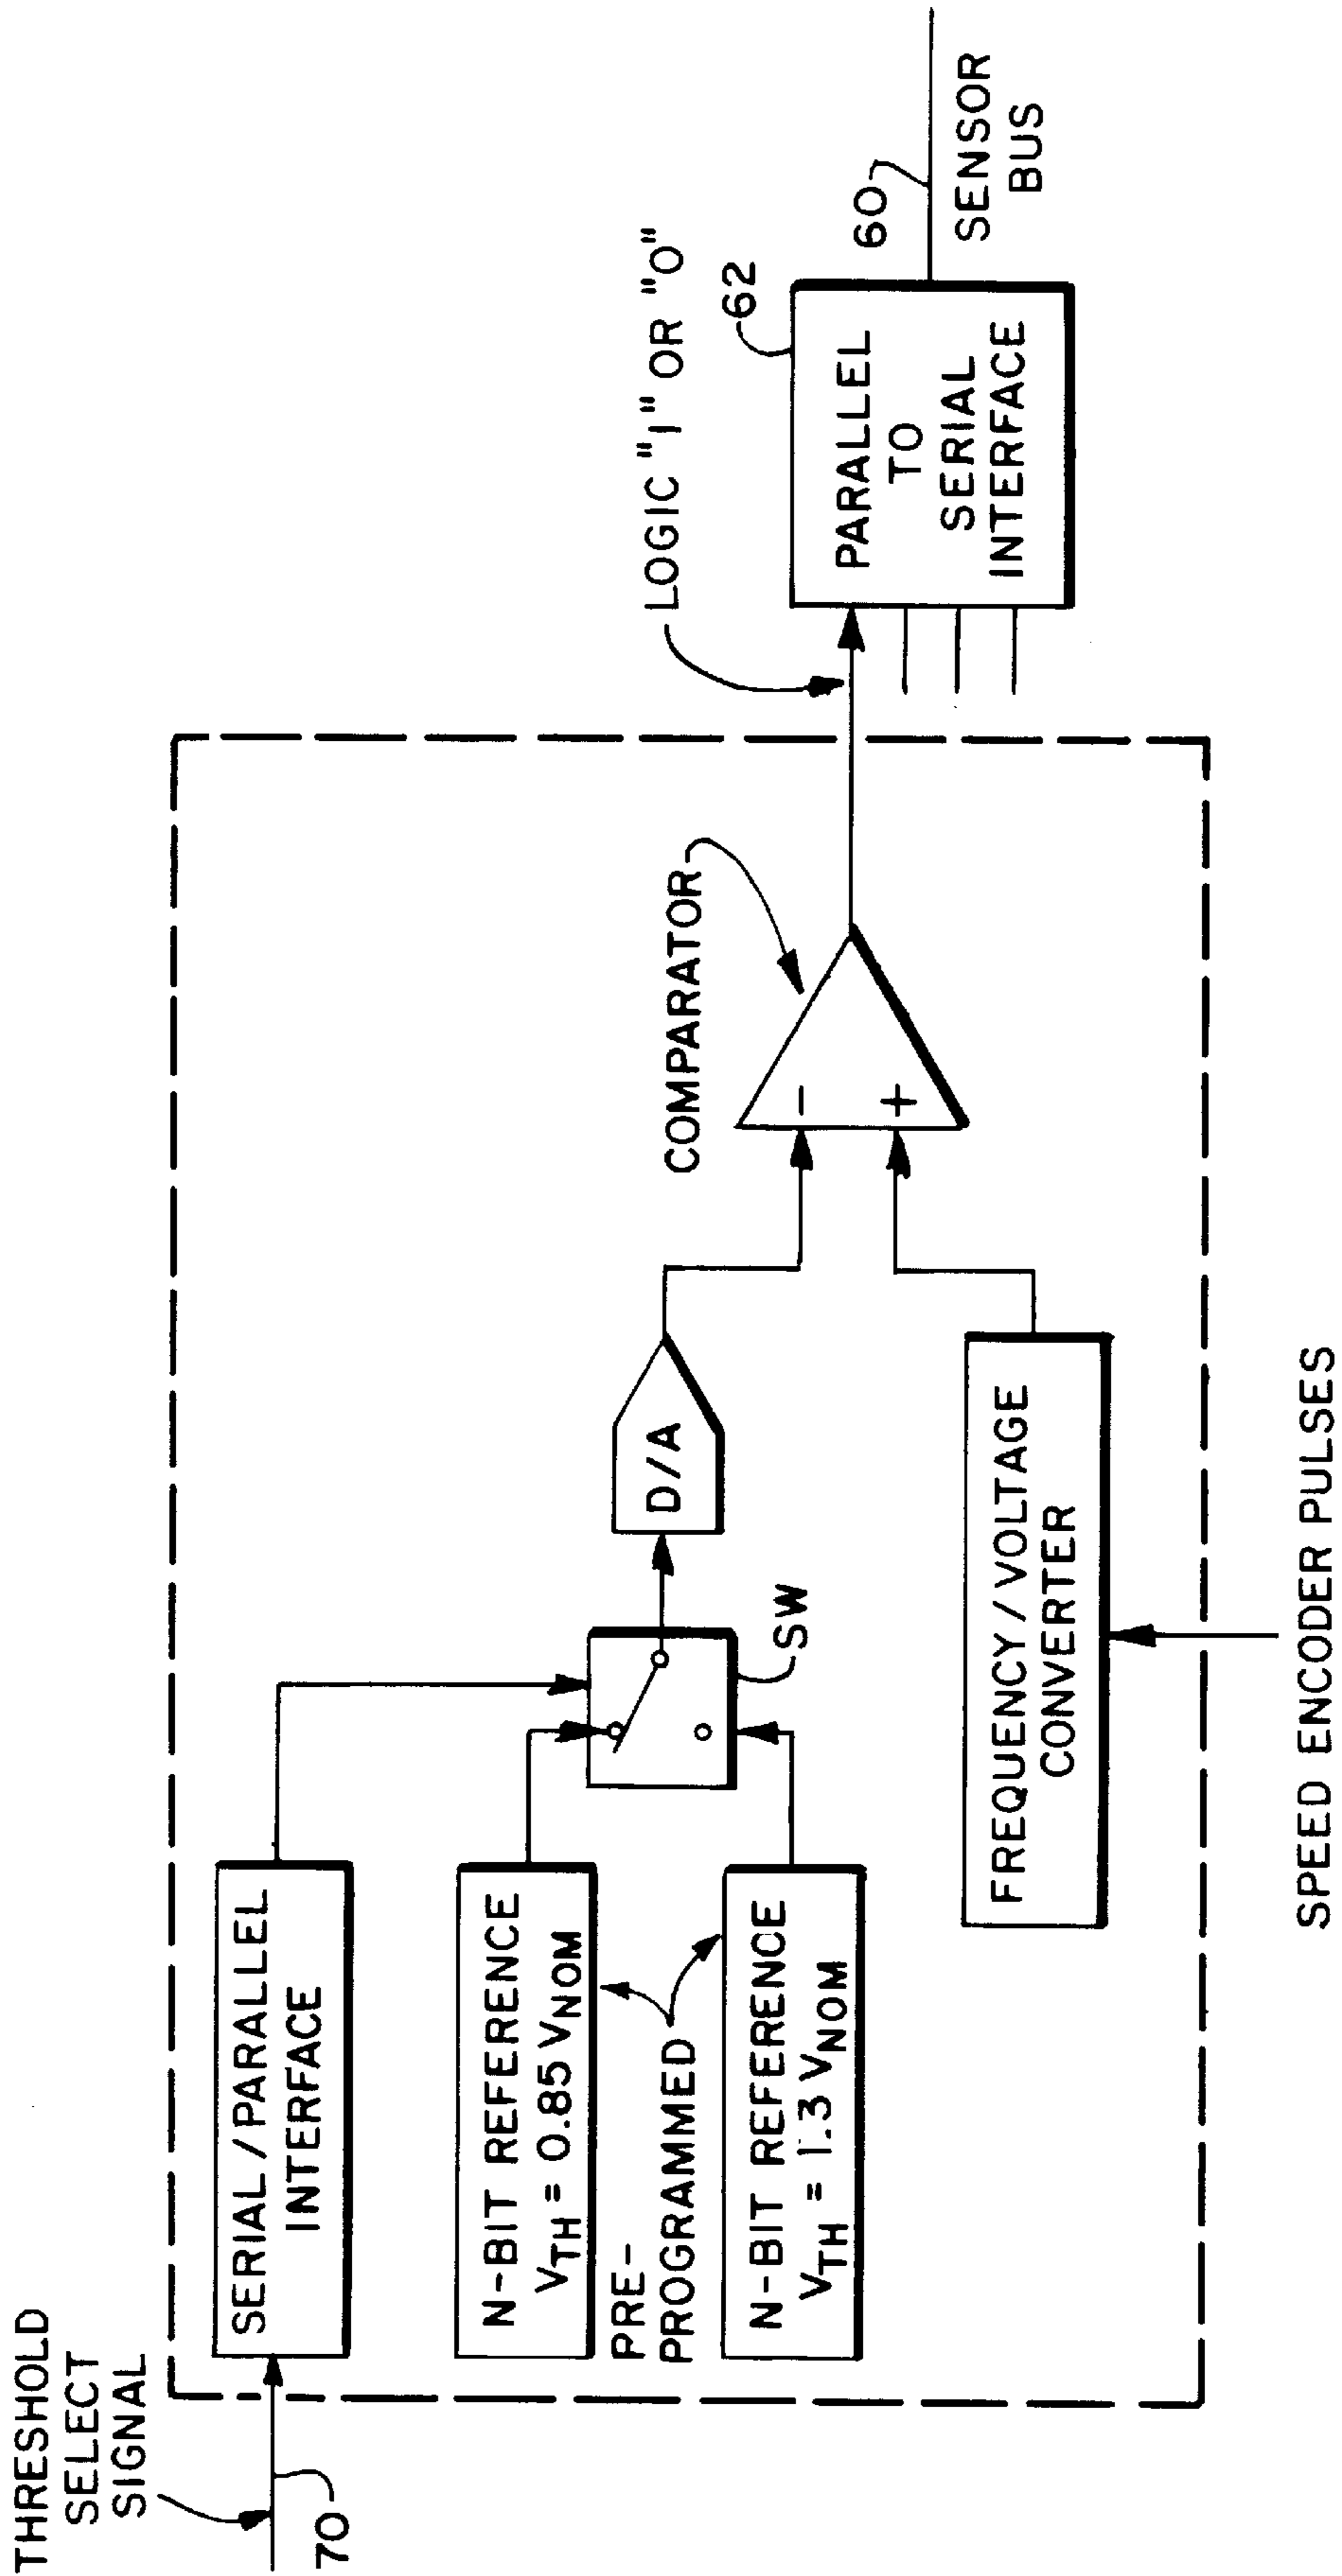 THRESHOLD
SELECT
SIGNAL
70
SERIAL/PARALLEL
INTERFACE
N-BIT REFERENCE
VTH = 0.85 VNOM
PRE-
PROGRAMMED
N-BIT REFERENCE
VTH = 1.3 VNOM
SW
D/A
FREQUENCY/VOLTAGE
CONVERTER
SPEED ENCODER PULSES
COMPARATOR
-
+
LOGIC "1" OR "0"
62
PARALLEL
TO
SERIAL
INTERFACE
60
SENSOR
BUS